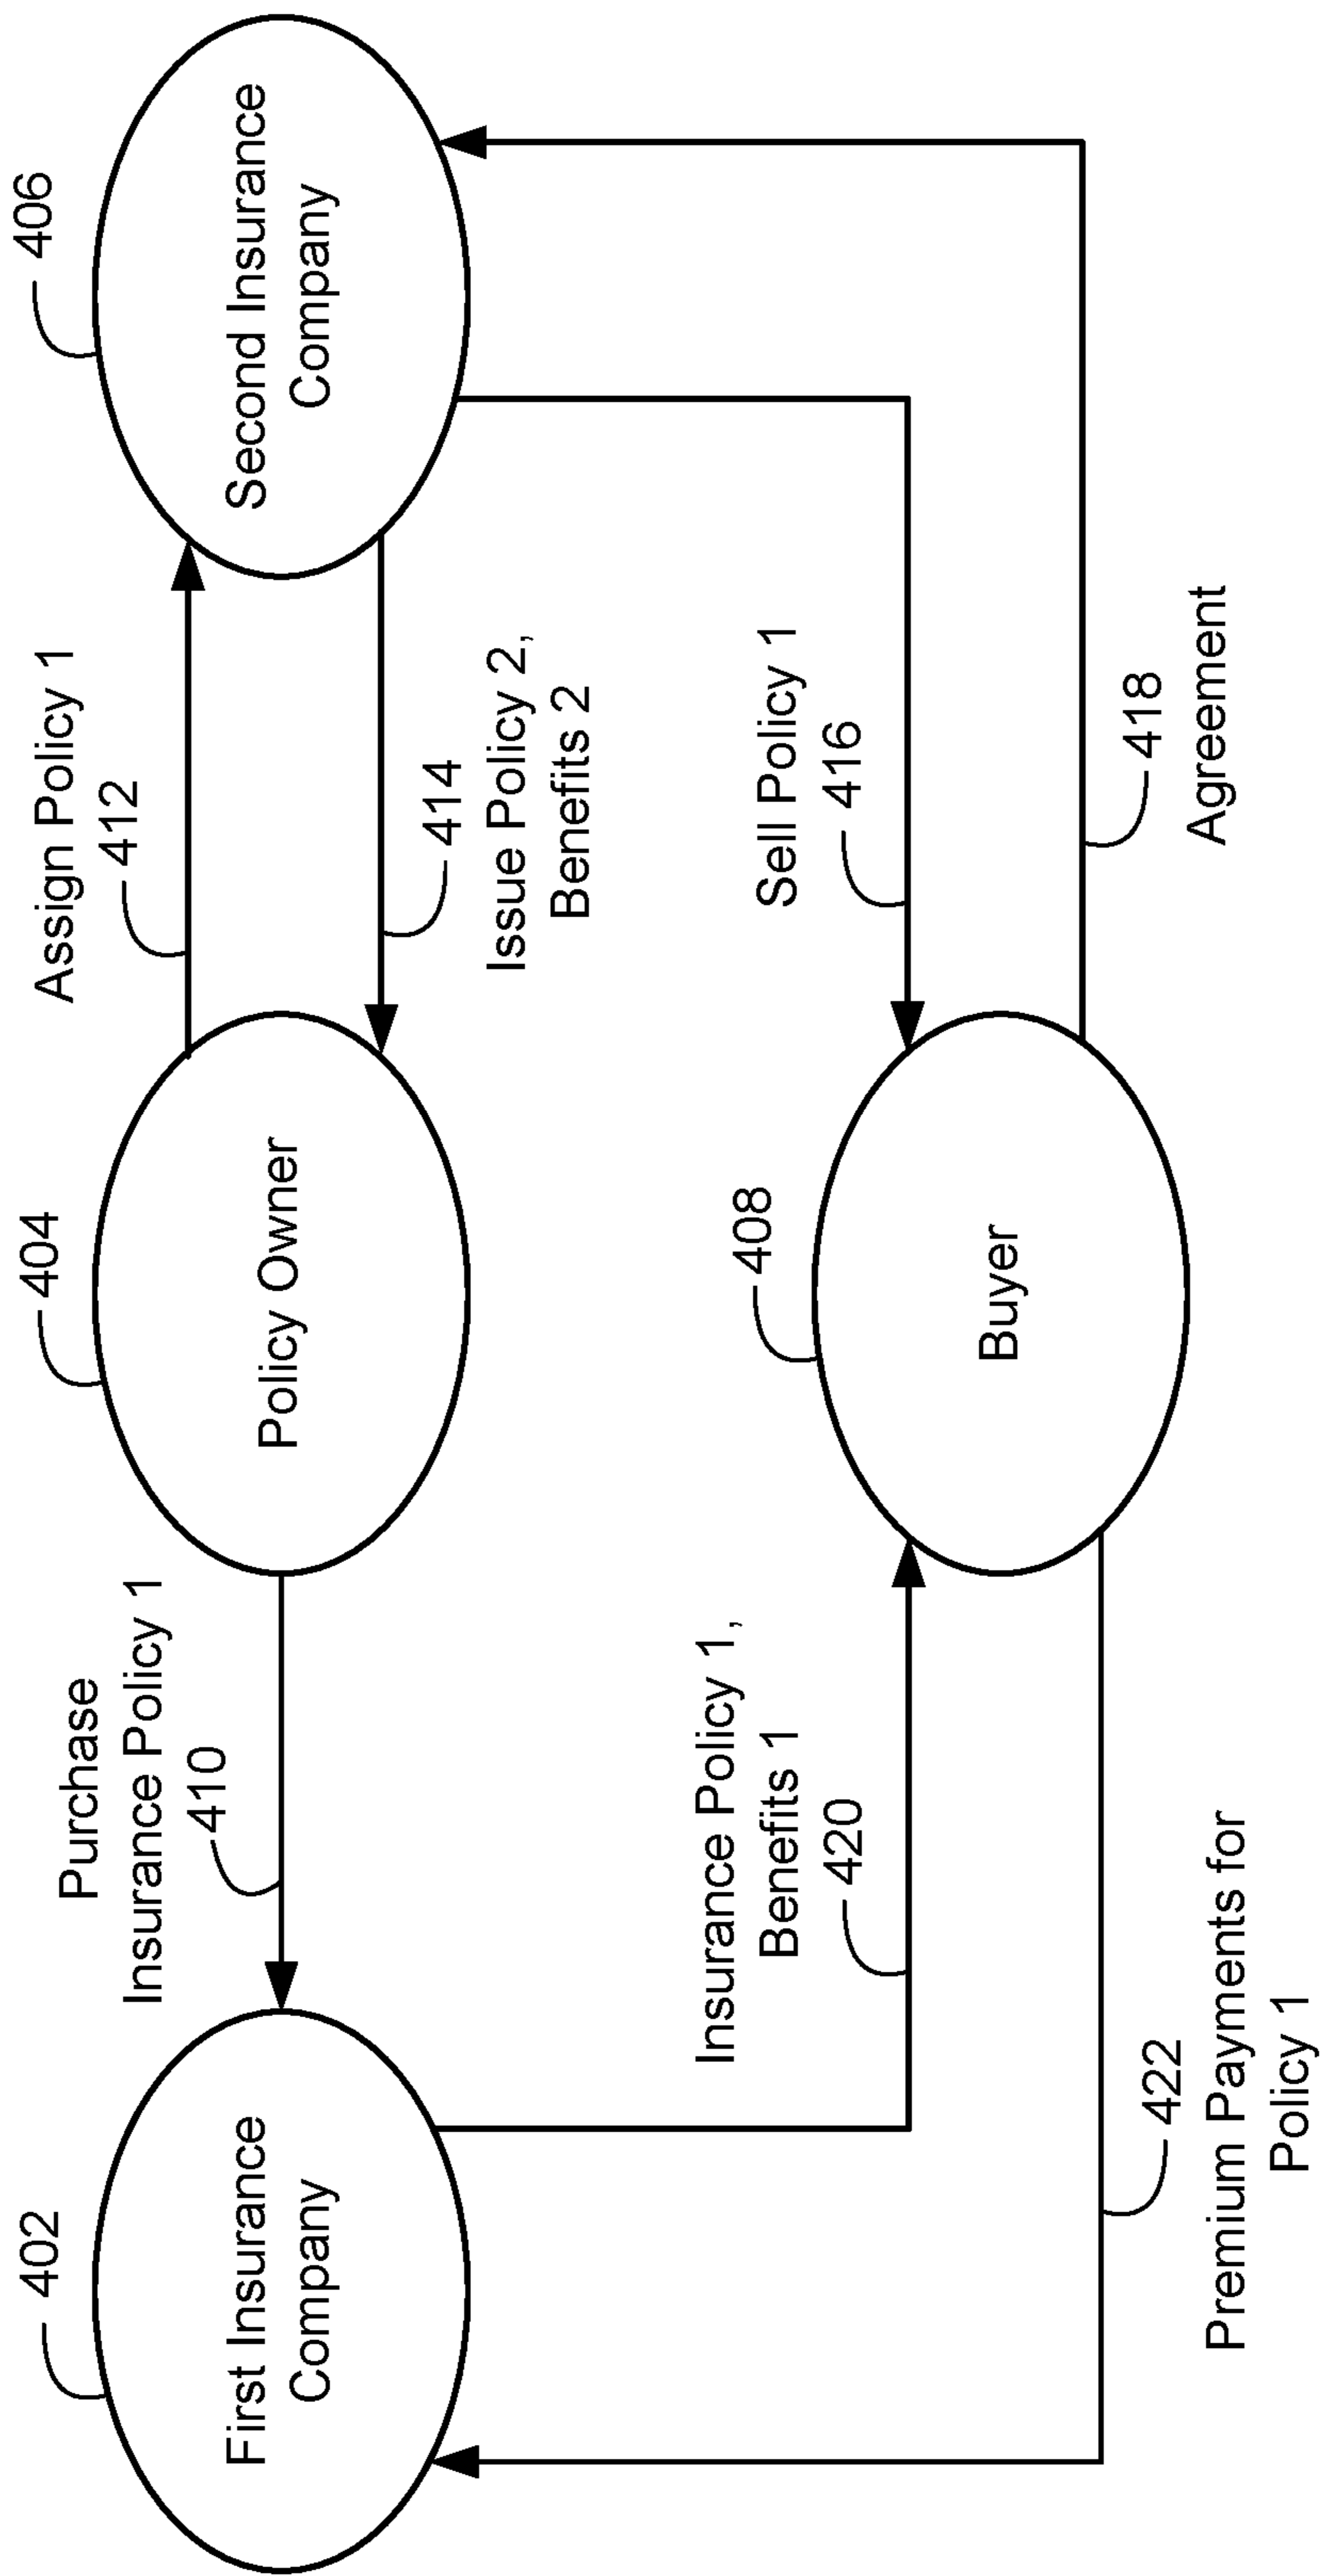 402
First Insurance
Company
Purchase
Insurance Policy 1
410
404
Policy Owner
Assign Policy 1
412
414
Issue Policy 2,
Benefits 2
406
Second Insurance
Company
Insurance Policy 1,
Benefits 1
420
408
Buyer
Sell Policy 1
416
422
Premium Payments for
Policy 1
418
Agreement